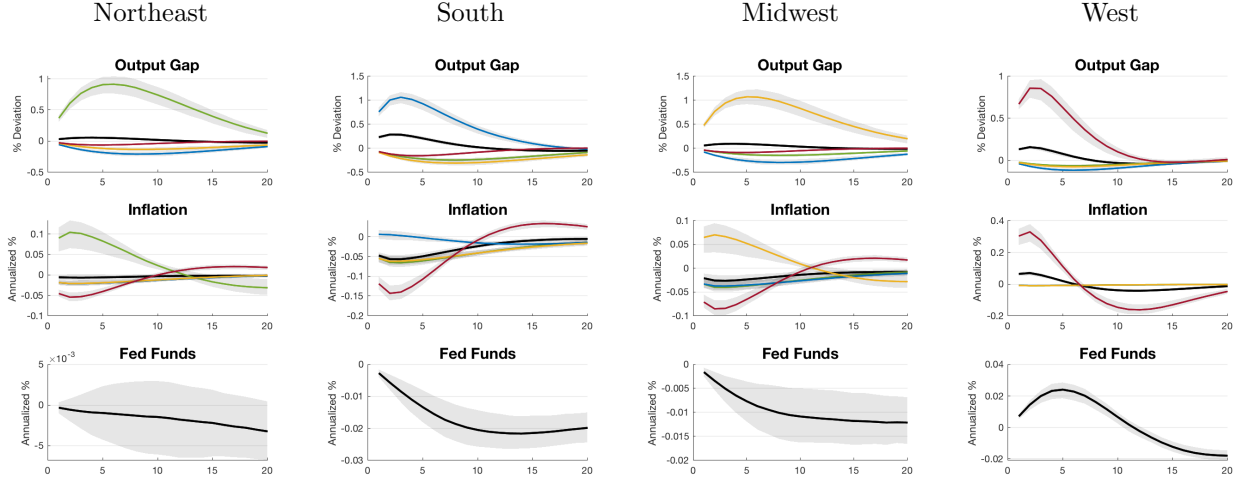 Northeast South Midwest West
Output Gap Output Gap Output Gap Output Gap
% Deviation % Deviation % Deviation % Deviation
1 0.5 0 -0.5
1.5 1 0.5 0 -0.5
1.5 1 0.5 0 -0.5
1 0.5 0
0 5 10 15 20 0 5 10 15 20 0 5 10 15 20 0 5 10 15 20
Inflation Inflation Inflation Inflation
Annualized % Annualized % Annualized % Annualized %
0.1 0.05 0 -0.05 -0.1
0 -0.05 -0.1 -0.15 -0.2
0.1 0.05 0 -0.05 -0.1
0.4 0.2 0 -0.2
0 5 10 15 20 0 5 10 15 20 0 5 10 15 20 0 5 10 15 20
Fed Funds Fed Funds Fed Funds Fed Funds
Annualized % Annualized % Annualized % Annualized %
×10⁻³
5 0 -5
0 -0.01 -0.02 -0.03
0 -0.005 -0.01 -0.015 -0.02
0.04 0.02 0 -0.02
0 5 10 15 20 0 5 10 15 20 0 5 10 15 20 0 5 10 15 20